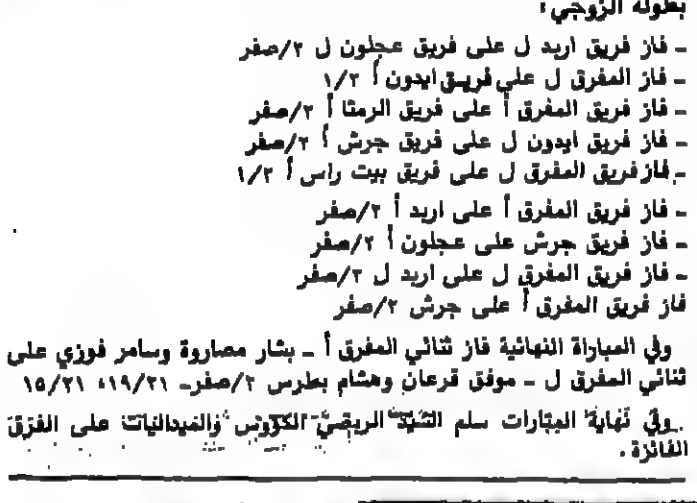 بطولة الزوجي:
ـ فاز فريق اربد ل على فريق عجلون ل ٢/صفر
ـ فاز المفرق ل على فريق ايدون أ ١/٢
ـ فاز فريق المفرق أ على فريق الرمثا أ ٢/صفر
ـ فاز فريق ايدون ل على فريق جرش أ ٢/صفر
ـ فاز فريق المفرق ل على فريق بيت راس أ ١/٢
ـ فاز فريق المفرق أ على اربد أ ٢/صفر
ـ فاز فريق جرش على عجلون أ ٢/صفر
ـ فاز فريق المفرق ل على اربد ل ٢/صفر
فاز فريق المفرق أ على جرش ٢/صفر
وفي المباراة النهائية فاز ثنائي المفرق أ ـ بشار مصاروة وسامر فوزي على
ثنائي المفرق ل ـ موفق قرعان وهشام بطرس ٢/صفرـ ١٩/٢١، ١٥/٢١
وفي نهاية المباريات سلم السيد الريضي الكؤوس والميداليات على الفرق
الفائزة.